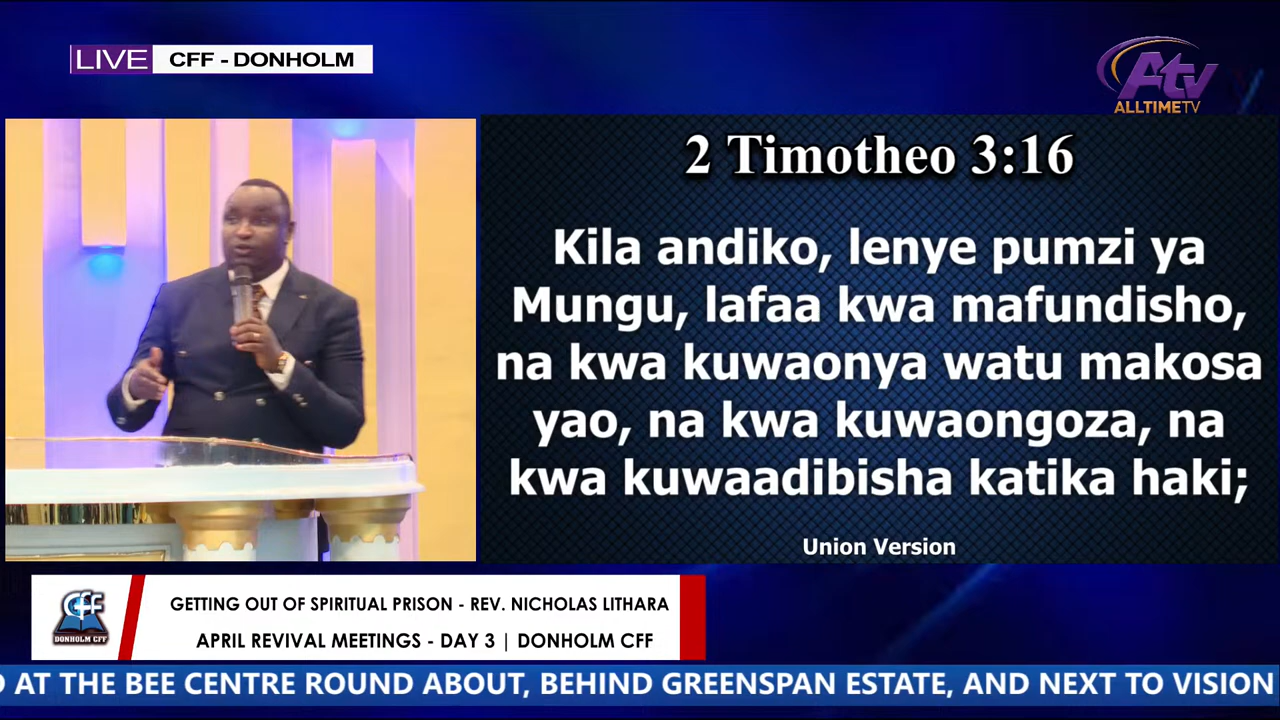 LIVE CFF - DONHOLM
Atv
ALLTIMETV
2 Timotheo 3:16
Kila andiko, lenye pumzi ya
Mungu, lafaa kwa mafundisho,
na kwa kuwaonya watu makosa
yao, na kwa kuwaongoza, na
kwa kuwaadibisha katika haki;
Union Version
CFF
DONHOLM CFF
GETTING OUT OF SPIRITUAL PRISON - REV. NICHOLAS LITHARA
APRIL REVIVAL MEETINGS - DAY 3 | DONHOLM CFF
AT THE BEE CENTRE ROUND ABOUT, BEHIND GREENSPAN ESTATE, AND NEXT TO VISION